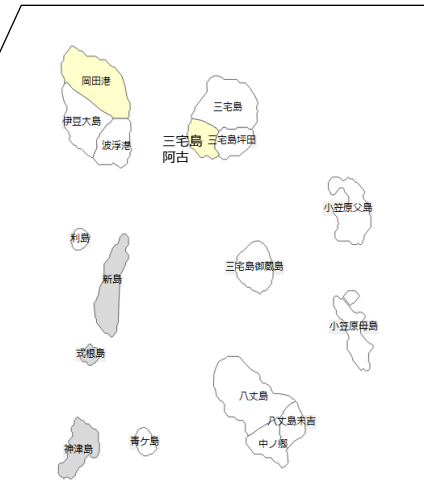 岡田港
伊豆大島
波浮港
三宅島
三宅島
阿古
三宅島坪田
小笠原父島
利島
新島
三宅島御蔵島
式根島
小笠原母島
八丈島
八丈島末吉
中ノ郷
神津島
青ケ島